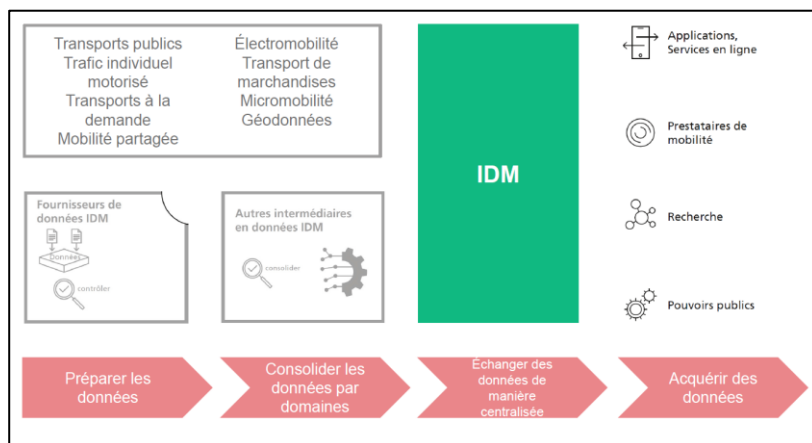 Transports publics
Trafic individuel
motorisé
Transports à la
demande
Mobilité partagée
Électromobilité
Transport de
marchandises
Micromobilité
Géodonnées
Fournisseurs de
données IDM
Données
contrôler
Autres intermédiaires
en données IDM
consolider
IDM
Applications,
Services en ligne
Prestataires de
mobilité
Recherche
Pouvoirs publics
Préparer les
données
Consolider les
données par
domaines
Échanger des
données de
manière
centralisée
Acquérir des
données